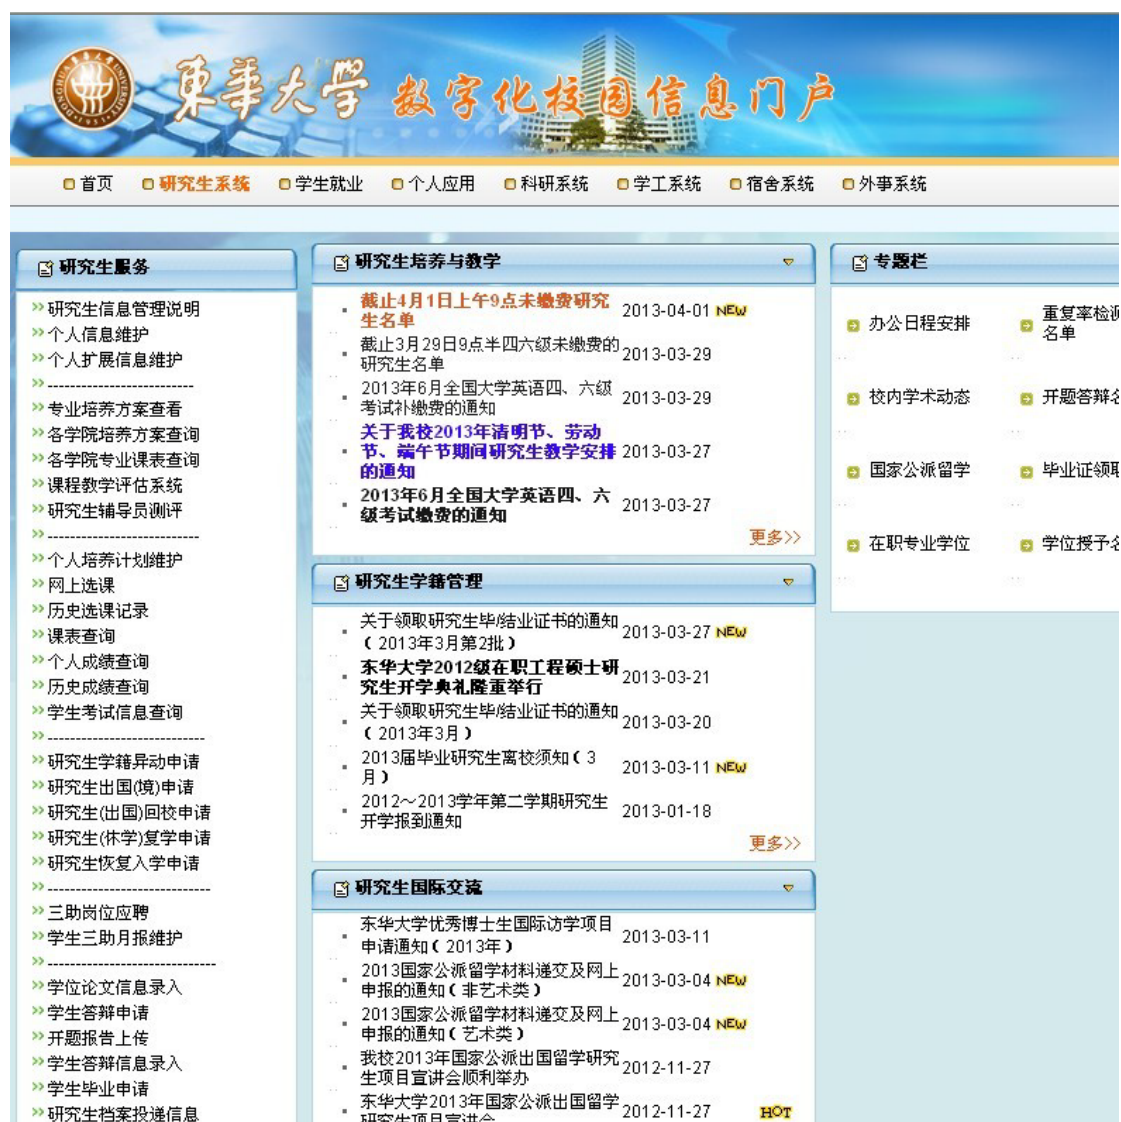 東華大學 数字化校园信息门户
首页 研究生系统 学生就业 个人应用 科研系统 学工系统 宿舍系统 外事系统
研究生服务
>>研究生信息管理说明
>>个人信息维护
>>个人扩展信息维护
>>--------------------------
>>专业培养方案查看
>>各学院培养方案查询
>>各学院专业课表查询
>>课程教学评估系统
>>研究生辅导员测评
>>---------------------------
>>个人培养计划维护
>>网上选课
>>历史选课记录
>>课表查询
>>个人成绩查询
>>历史成绩查询
>>学生考试信息查询
>>----------------------------
>>研究生学籍异动申请
>>研究生出国(境)申请
>>研究生(出国)回校申请
>>研究生(休学)复学申请
>>研究生恢复入学申请
>>-----------------------------
>>三助岗位应聘
>>学生三助月报维护
>>------------------------------
>>学位论文信息录入
>>学生答辩申请
>>开题报告上传
>>学生答辩信息录入
>>学生毕业申请
>>研究生档案投递信息
研究生培养与教学
截止4月1日上午9点未缴费研究
生名单 2013-04-01 NEW
截止3月29日9点半四六级未缴费的
研究生名单 2013-03-29
2013年6月全国大学英语四、六级
考试补缴费的通知 2013-03-29
关于我校2013年清明节、劳动
节、端午节期间研究生教学安排 2013-03-27
的通知
2013年6月全国大学英语四、六
级考试缴费的通知 2013-03-27
更多>>
研究生学籍管理
关于领取研究生毕/结业证书的通知
(2013年3月第2批) 2013-03-27 NEW
东华大学2012级在职工程硕士研
究生开学典礼隆重举行 2013-03-21
关于领取研究生毕/结业证书的通知
(2013年3月) 2013-03-20
2013届毕业研究生离校须知(3
月) 2013-03-11 NEW
2012～2013学年第二学期研究生
开学报到通知 2013-01-18
更多>>
研究生国际交流
东华大学优秀博士生国际访学项目
申请通知(2013年) 2013-03-11
2013国家公派留学材料递交及网上
申报的通知(非艺术类) 2013-03-04 NEW
2013国家公派留学材料递交及网上
申报的通知(艺术类) 2013-03-04 NEW
我校2013年国家公派出国留学研究
生项目宣讲会顺利举办 2012-11-27
东华大学2013年国家公派出国留学
研究生项目宣讲会 2012-11-27 HOT
专题栏
办公日程安排 重复率检测
名单
校内学术动态 开题答辩名
国家公派留学 毕业证领取
在职专业学位 学位授予名